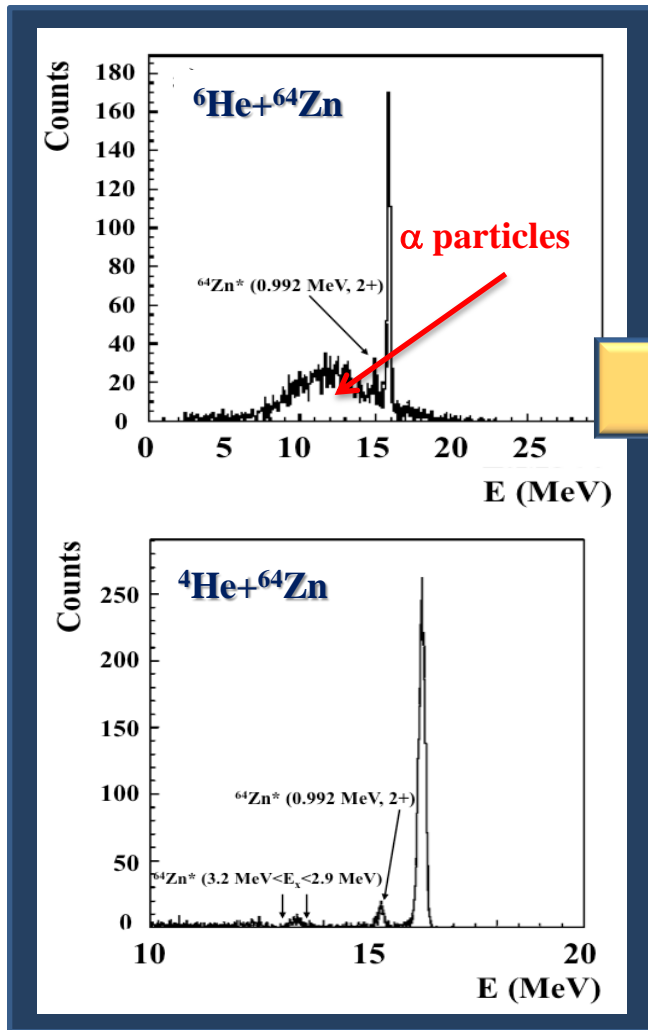 ⁶He+⁶⁴Zn
Counts
180
160
140
120
100
80
60
40
20
0
α particles
⁶⁴Zn* (0.992 MeV, 2+)
0 5 10 15 20 25
E (MeV)
⁴He+⁶⁴Zn
Counts
250
200
150
100
50
0
⁶⁴Zn* (0.992 MeV, 2+)
⁶⁴Zn* (3.2 MeV<Eₓ<2.9 MeV)
10 15 20
E (MeV)